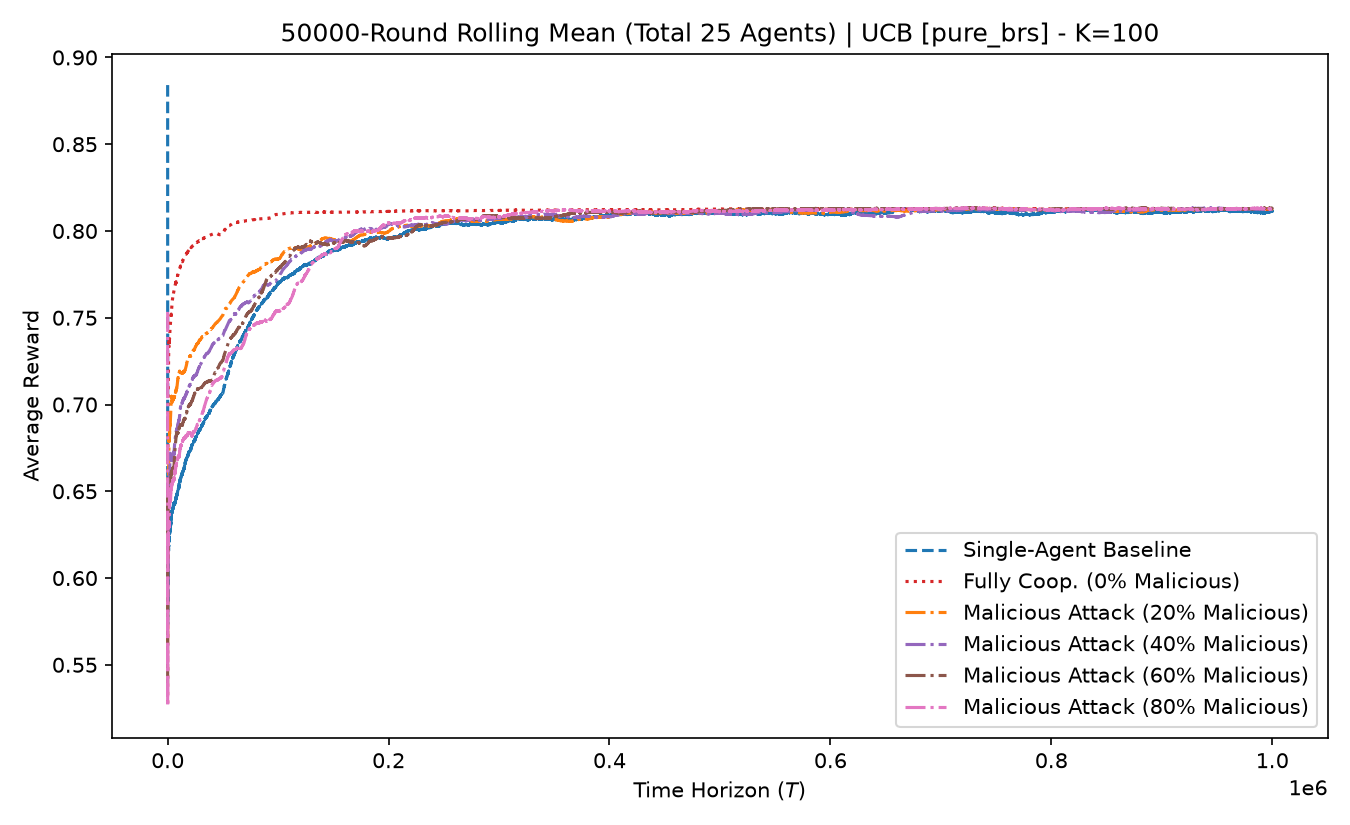 50000-Round Rolling Mean (Total 25 Agents) | UCB [pure_brs] - K=100
Average Reward
0.90
0.85
0.80
0.75
0.70
0.65
0.60
0.55
0.0
0.2
0.4
0.6
0.8
1.0
1e6
Time Horizon (T)
Single-Agent Baseline
Fully Coop. (0% Malicious)
Malicious Attack (20% Malicious)
Malicious Attack (40% Malicious)
Malicious Attack (60% Malicious)
Malicious Attack (80% Malicious)